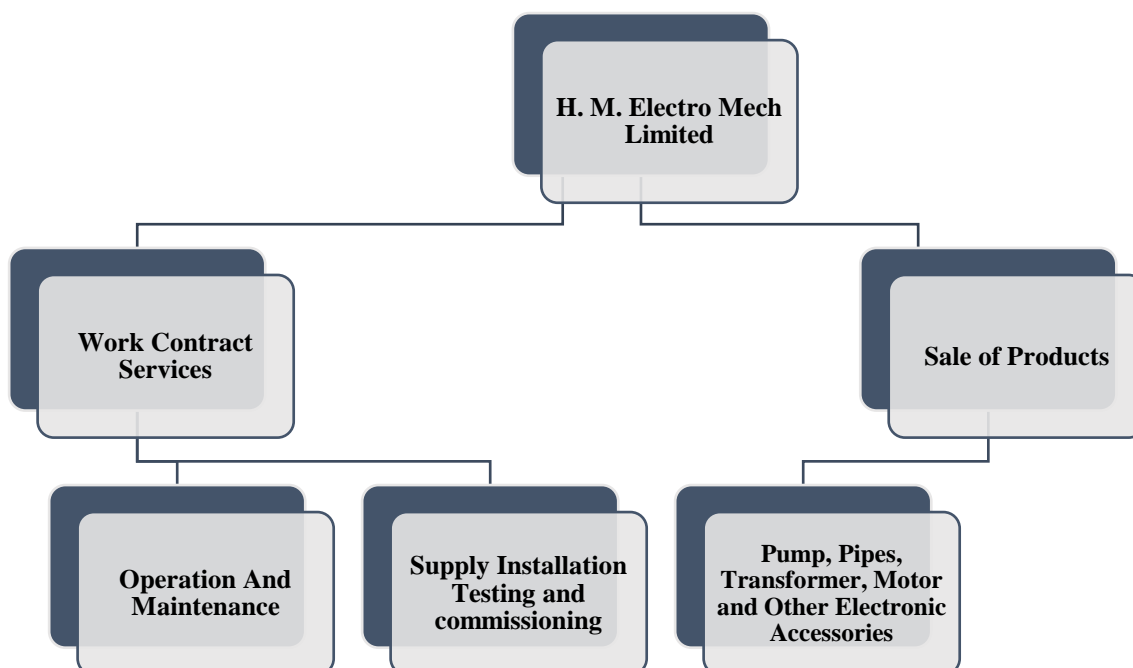 H. M. Electro Mech
Limited
Work Contract
Services
Sale of Products
Operation And
Maintenance
Supply Installation
Testing and
commissioning
Pump, Pipes,
Transformer, Motor
and Other Electronic
Accessories